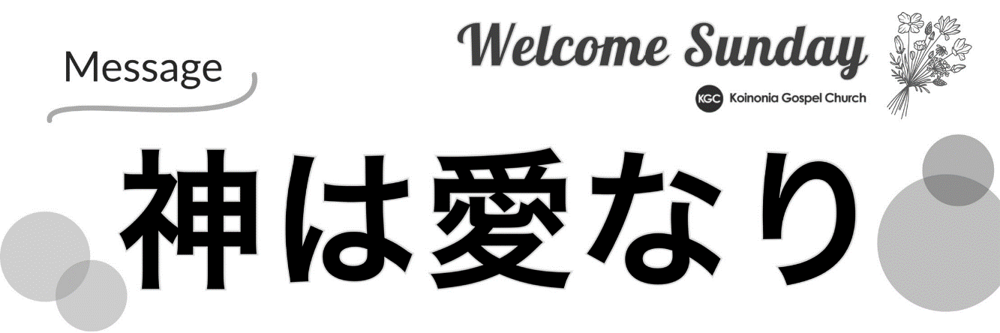 Welcome Sunday
Message
KGC Koinonia Gospel Church
神は愛なり